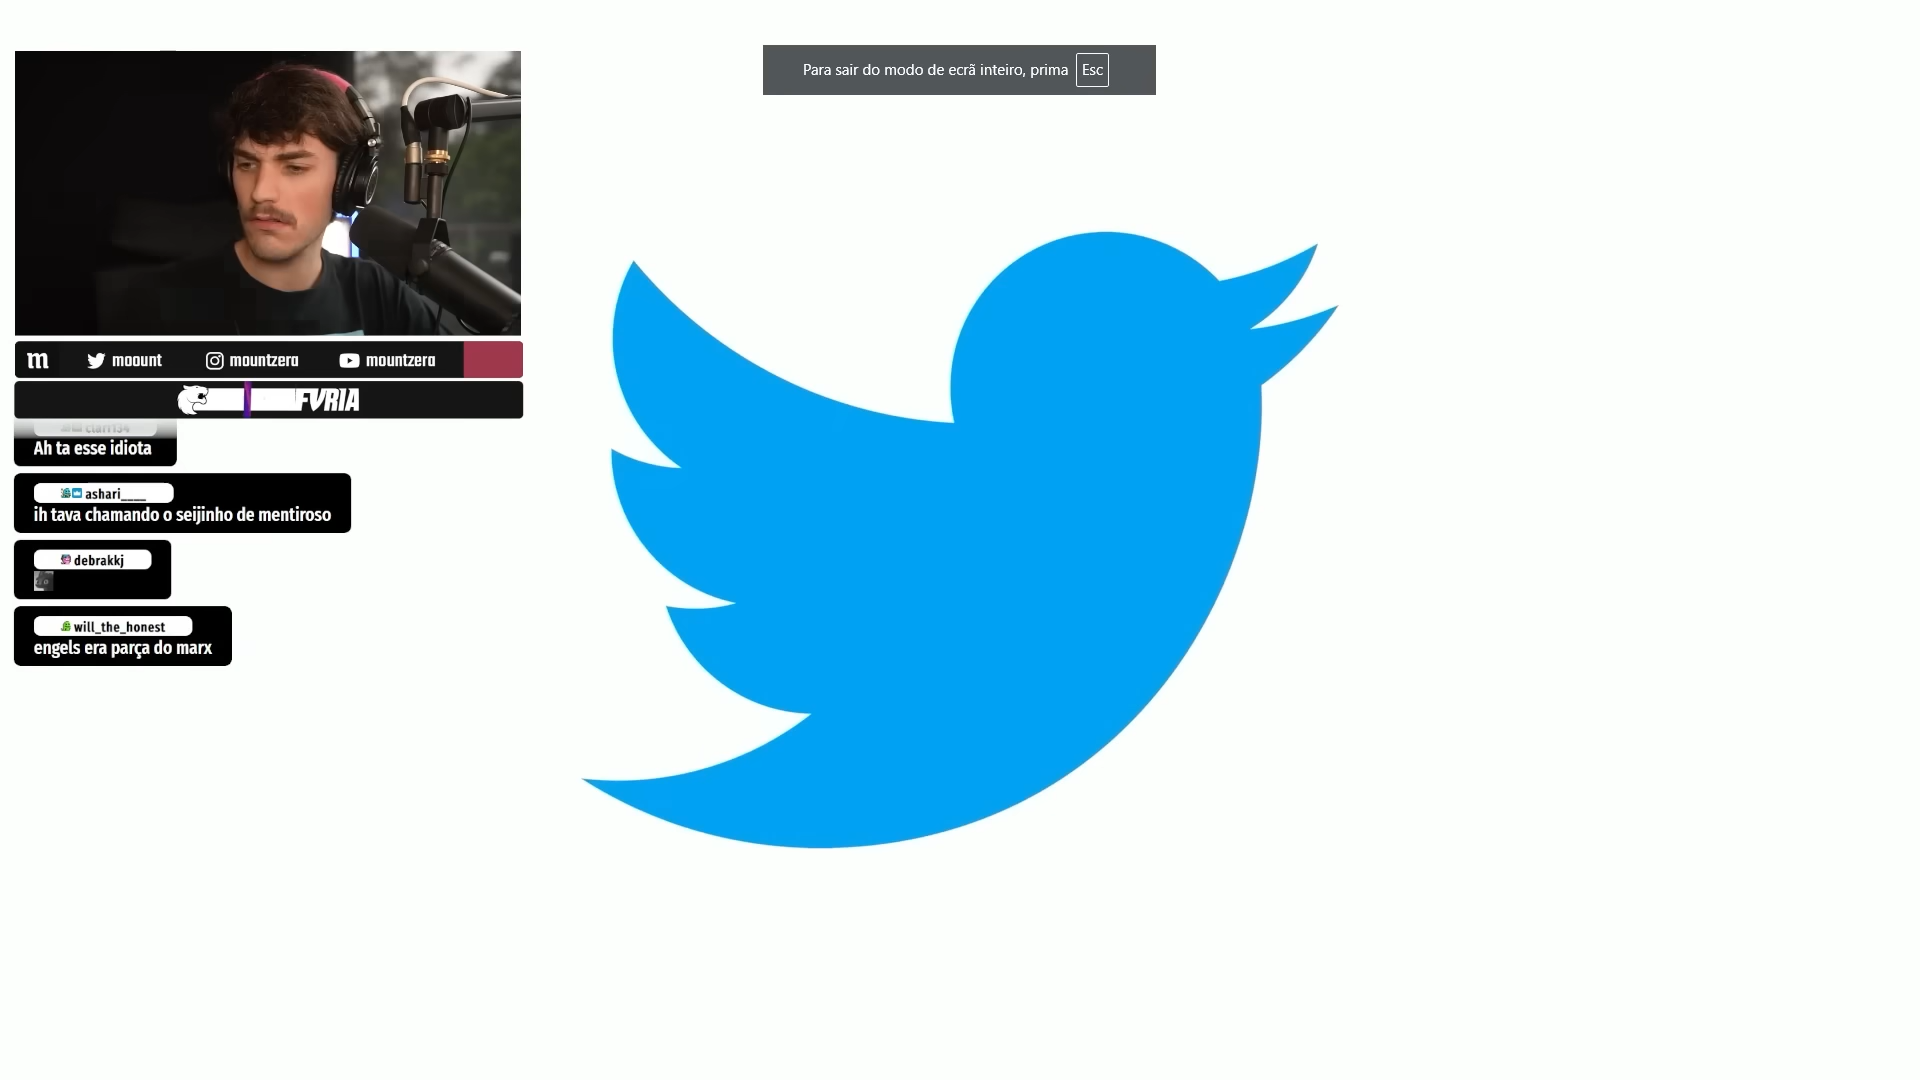 Para sair do modo de ecrã inteiro, prima Esc
m moount mountzera mountzera
FVRIA
Ah ta esse idiota
ashari____
ih tava chamando o seijinho de mentiroso
debrakkj
will_the_honest
engels era parça do marx